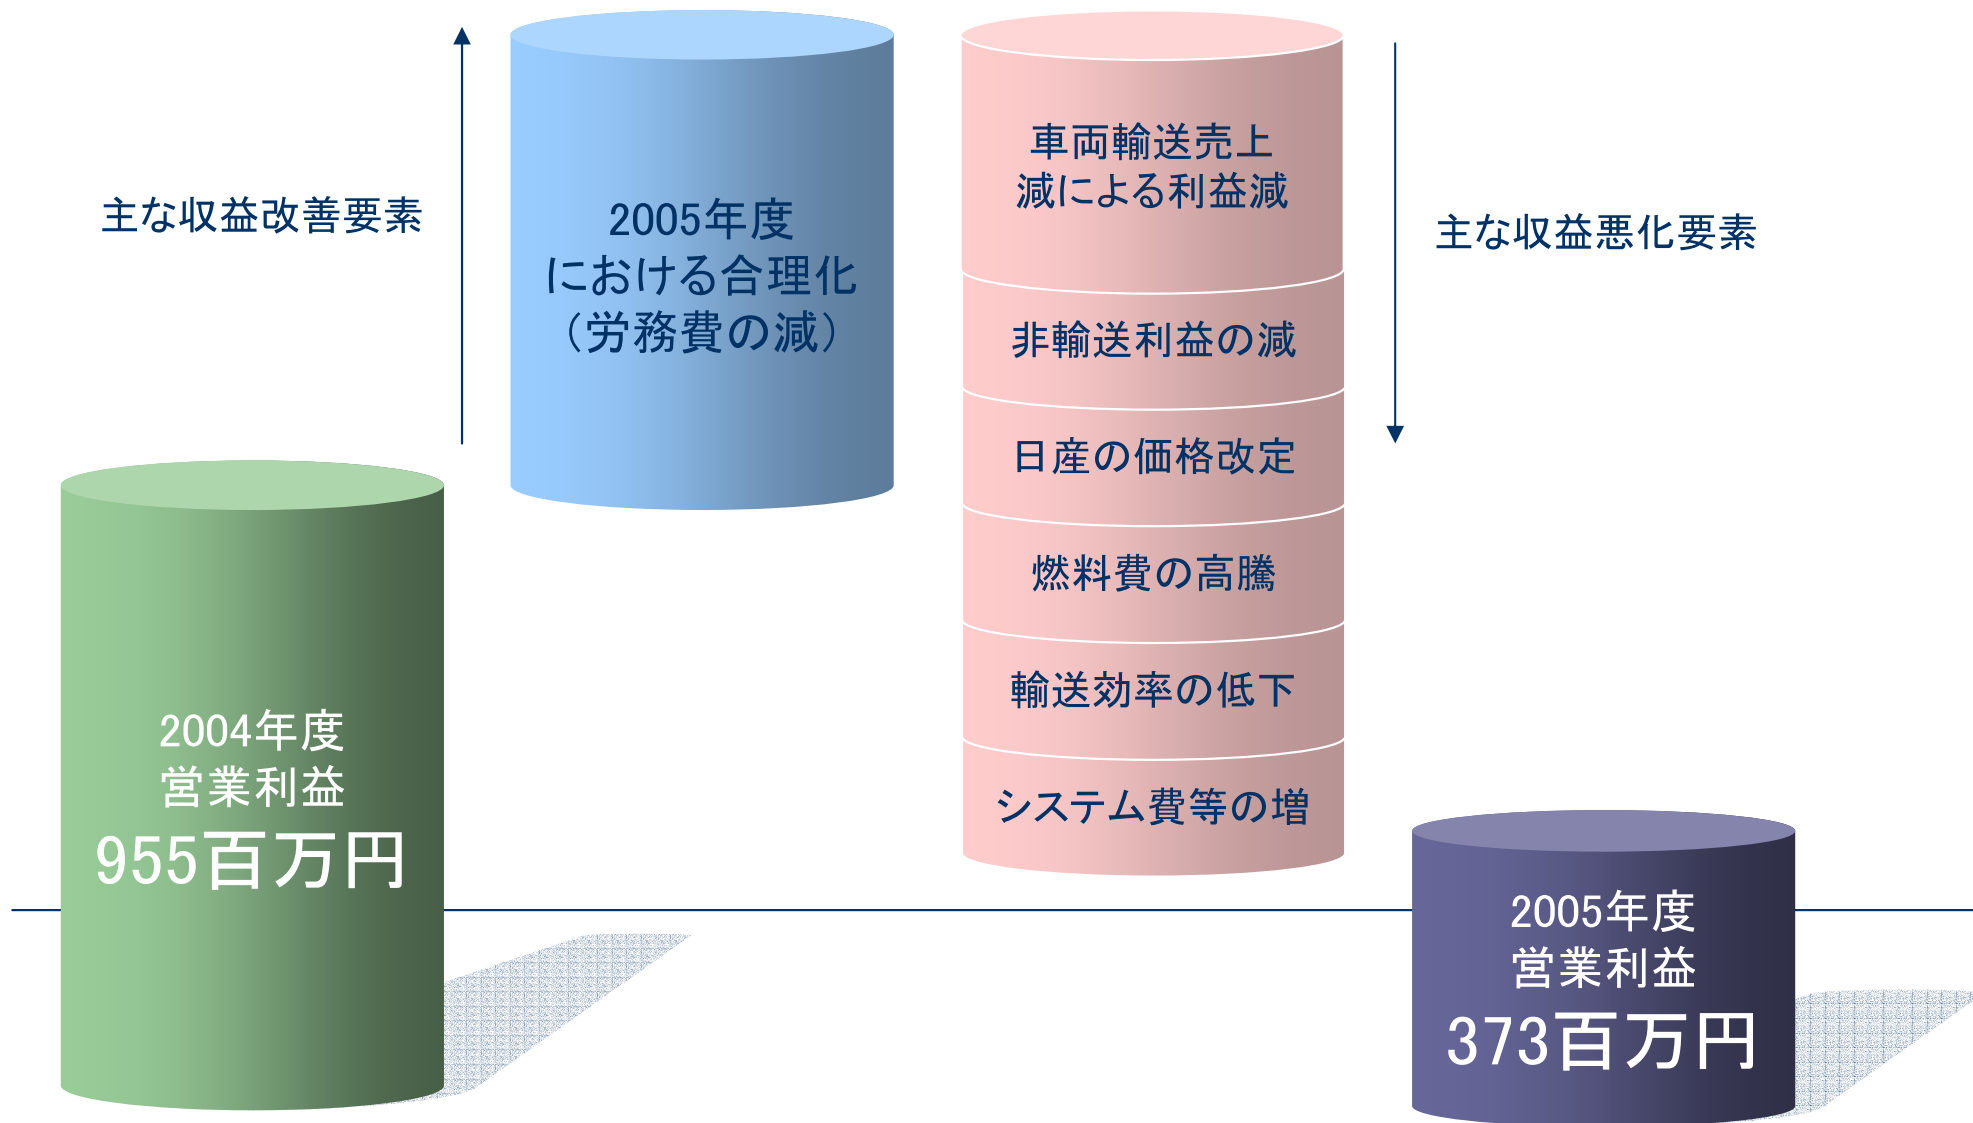 主な収益改善要素
2005年度
における合理化
（労務費の減）
車両輸送売上
減による利益減
非輸送利益の減
日産の価格改定
燃料費の高騰
輸送効率の低下
システム費等の増
主な収益悪化要素
2004年度
営業利益
955百万円
2005年度
営業利益
373百万円